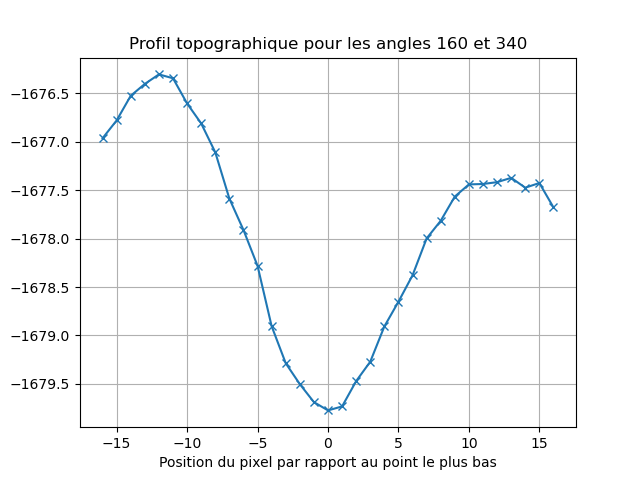 Profil topographique pour les angles 160 et 340
−1676.5
−1677.0
−1677.5
−1678.0
−1678.5
−1679.0
−1679.5
−15 −10 −5 0 5 10 15
Position du pixel par rapport au point le plus bas